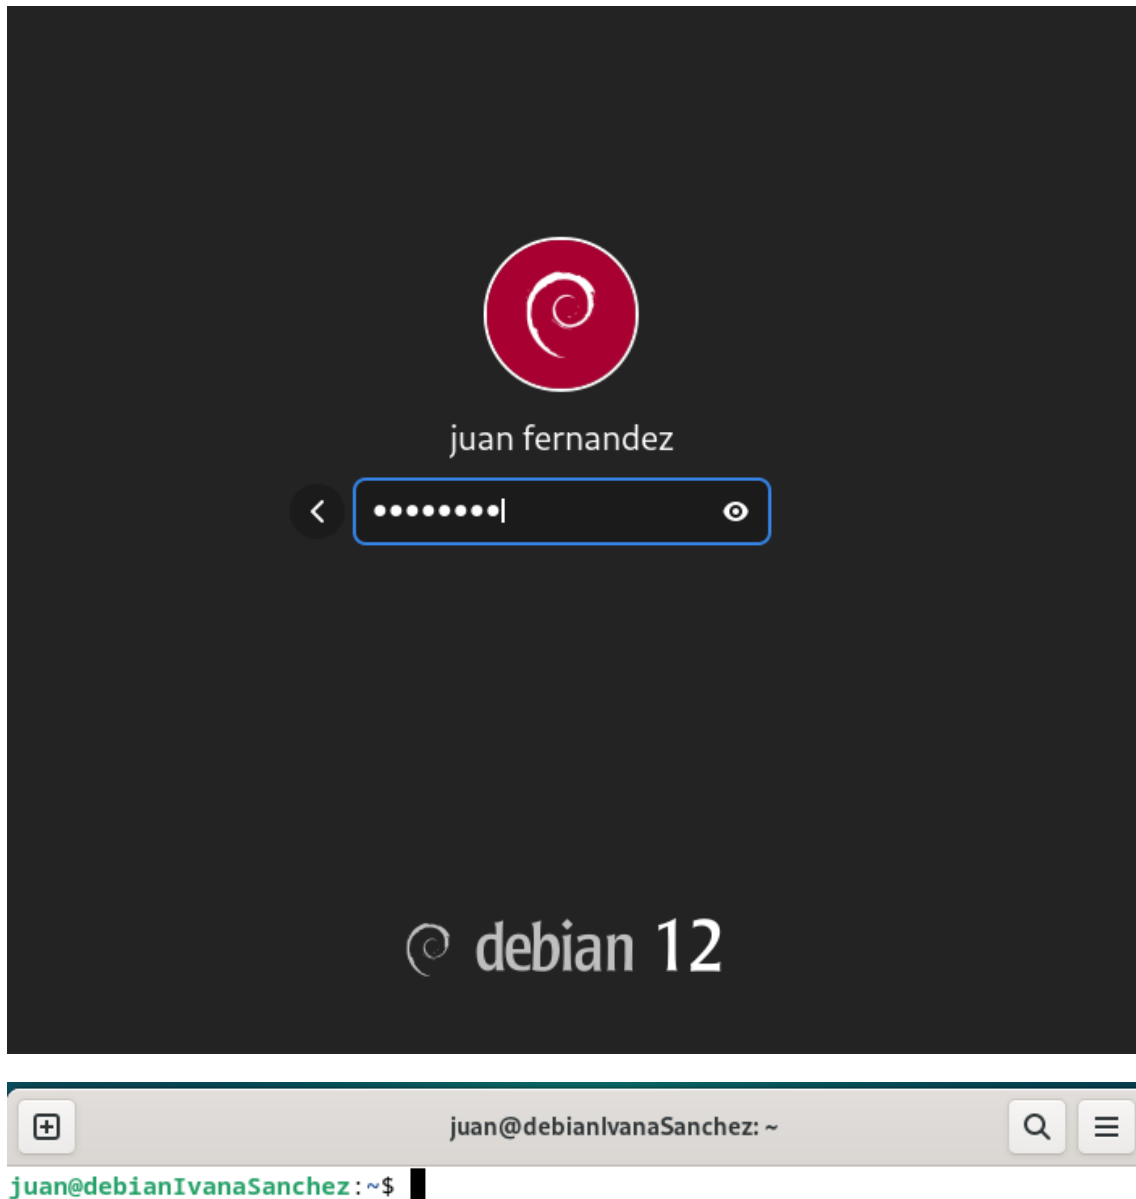 juan fernandez
••••••••
debian 12
juan@debianIvanaSanchez: ~
juan@debianIvanaSanchez:~$